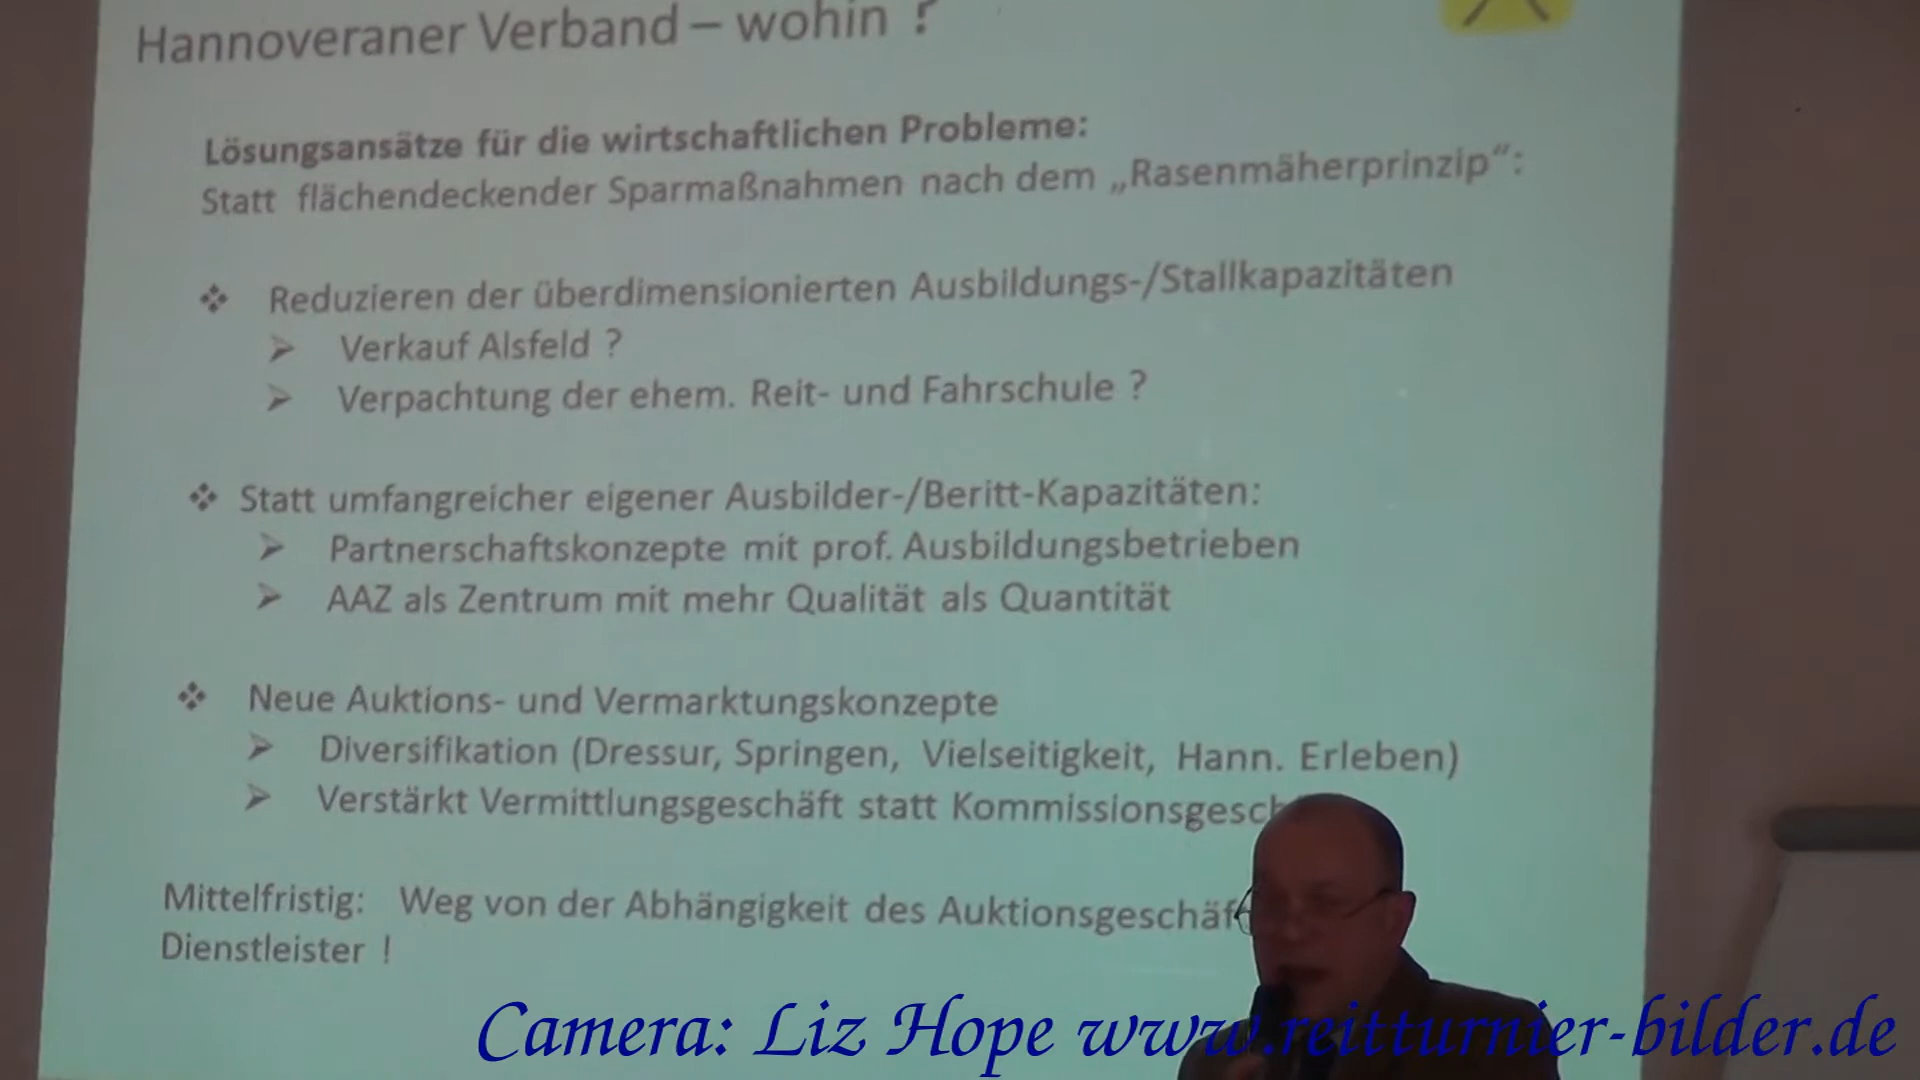 Hannoveraner Verband – wohin ?
Lösungsansätze für die wirtschaftlichen Probleme:
Statt flächendeckender Sparmaßnahmen nach dem „Rasenmäherprinzip“:
Reduzieren der überdimensionierten Ausbildungs-/Stallkapazitäten
Verkauf Alsfeld ?
Verpachtung der ehem. Reit- und Fahrschule ?
Statt umfangreicher eigener Ausbilder-/Beritt-Kapazitäten:
Partnerschaftskonzepte mit prof. Ausbildungsbetrieben
AAZ als Zentrum mit mehr Qualität als Quantität
Neue Auktions- und Vermarktungskonzepte
Diversifikation (Dressur, Springen, Vielseitigkeit, Hann. Erleben)
Verstärkt Vermittlungsgeschäft statt
Mittelfristig: Weg von der Abhängigkeit des
Dienstleister !
Camera: Liz Hope www.reitturnier-bilder.de